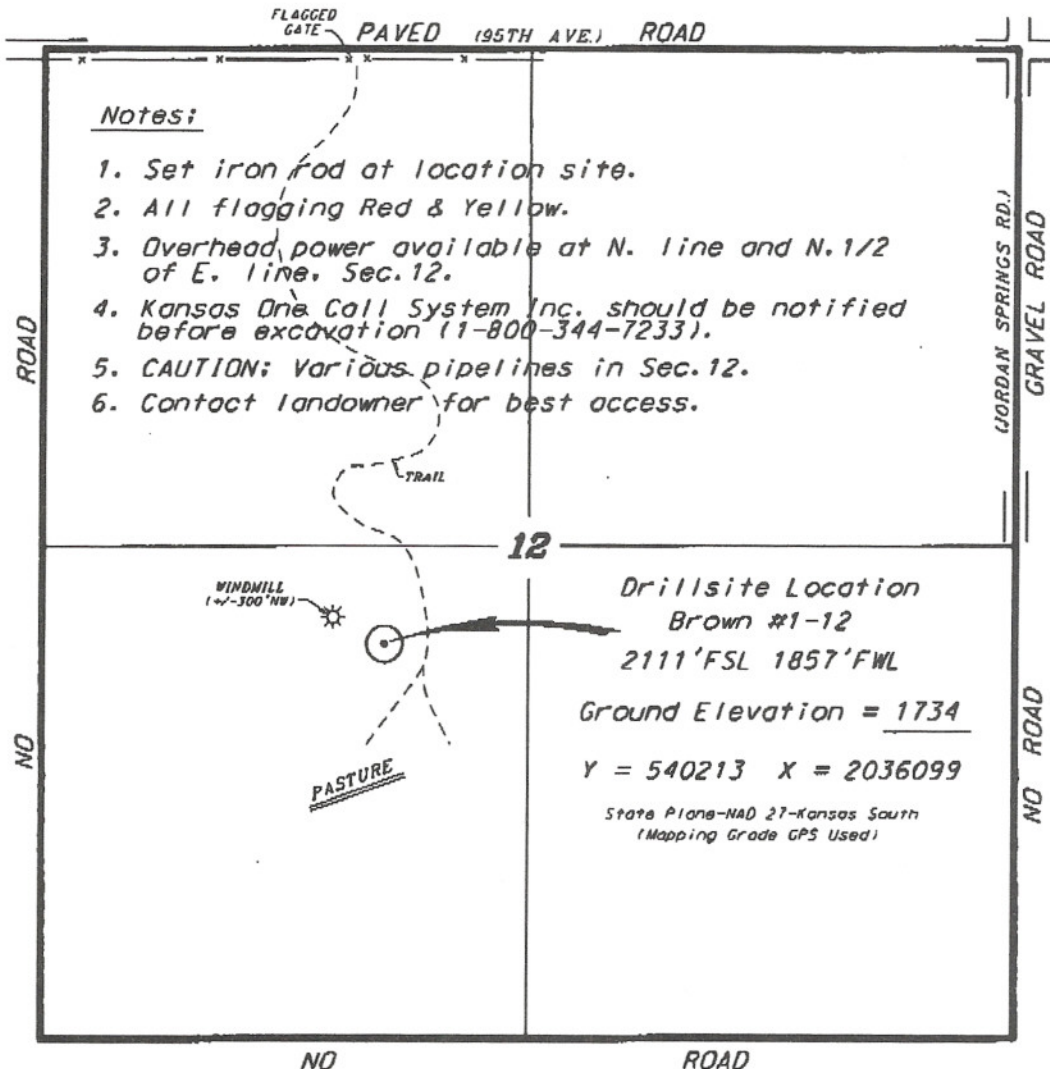 FLAGGED
GATE
PAVED (95TH AVE.) ROAD
Notes:
1. Set iron rod at location site.
2. All flagging Red & Yellow.
3. Overhead power available at N. line and N.1/2
of E. line, Sec.12.
4. Kansas One Call System Inc. should be notified
before excavation (1-800-344-7233).
5. CAUTION: Various pipelines in Sec.12.
6. Contact landowner for best access.
ROAD
(JORDAN SPRINGS RD.)
GRAVEL ROAD
TRAIL
12
WINDMILL
(+/-300'NW)
Drillsite Location
Brown #1-12
2111'FSL 1857'FWL
Ground Elevation = 1734
Y = 540213 X = 2036099
State Plane-NAD 27-Kansas South
(Mapping Grade GPS Used)
NO
PASTURE
NO ROAD
NO ROAD